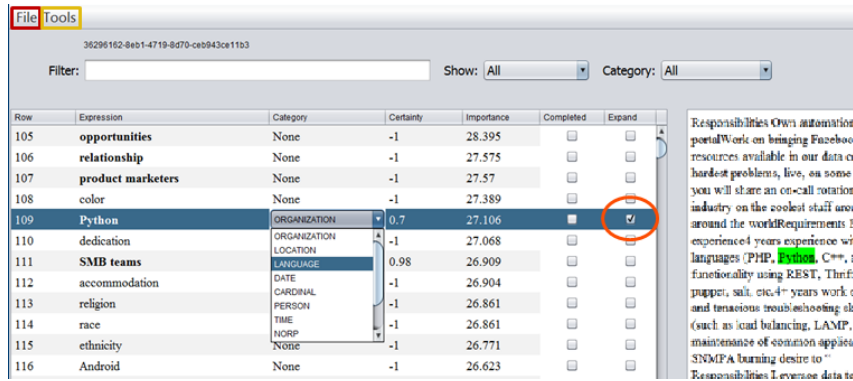 File Tools
36296162-8eb1-4719-8d70-ceb943ce11b3
Filter: Show: All Category: All
Row Expression Category Certainty Importance Completed Expand
105 opportunities None -1 28.395
106 relationship None -1 27.575
107 product marketers None -1 27.57
108 color None -1 27.389
109 Python ORGANIZATION 0.7 27.106
110 dedication ORGANIZATION -1 27.068
LOCATION
111 SMB teams LANGUAGE 0.98 26.909
112 accommodation DATE -1 26.904
CARDINAL
113 religion PERSON -1 26.861
114 race TIME -1 26.861
NORP
115 ethnicity None -1 26.771
116 Android None -1 26.623
Responsibilities Own automation
portalWork on bringing Faceboo
resources available in our data c
hardest problems, live, on some
you will share an on-call rotation
industry on the coolest stuff arou
around the worldRequirements
experience4 years experience wi
languages (PHP, Python, C++,
functionality using REST, Thrif
puppet, salt, etc.4+ years work
and tenacious troubleshooting sk
(such as load balancing, LAMP,
maintenance of common applica
SNMPA burning desire to "
Responsibilities Leverage data to